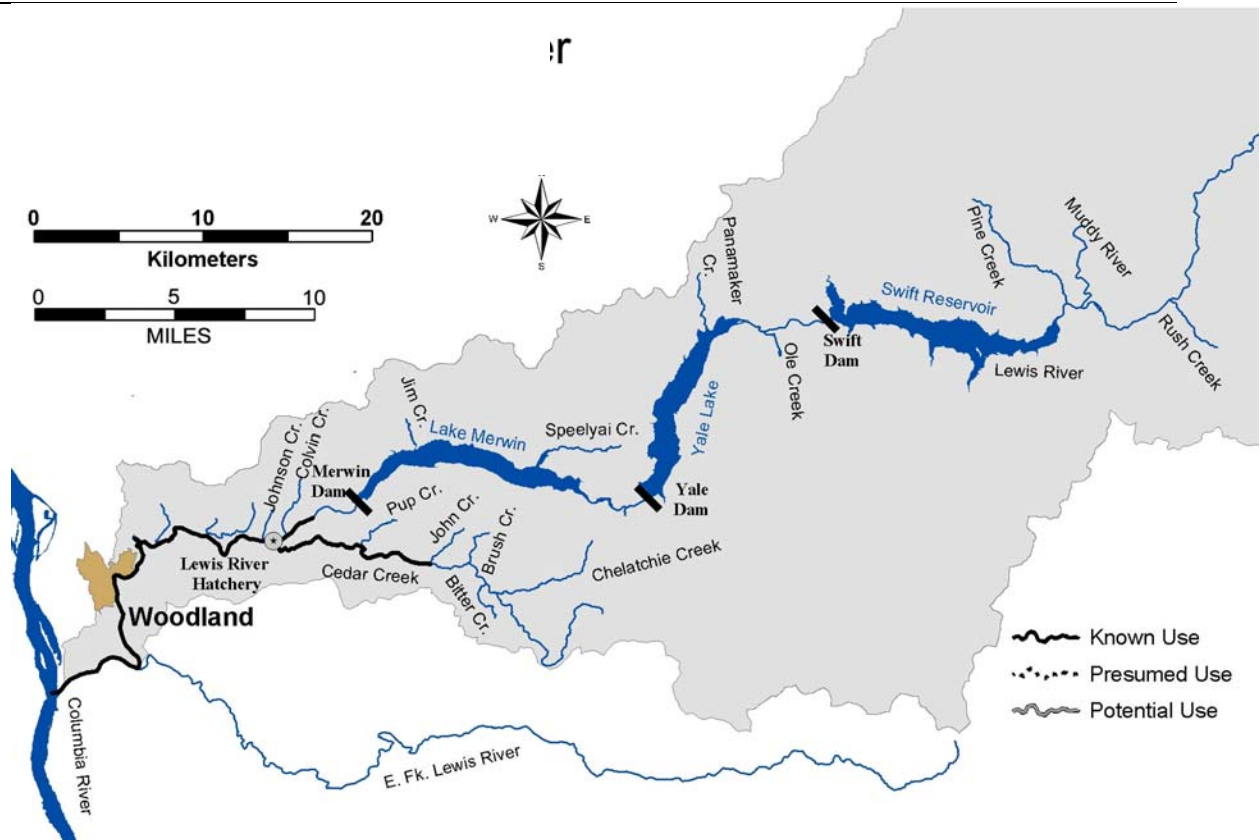 er
0 10 20
Kilometers
0 5 10
MILES
W E
S
Panamaker
Cr.
Pine Creek
Muddy River
Rush Creek
Swift Reservoir
Swift
Dam
Lewis River
Ole Creek
Yale Lake
Yale
Dam
Jim Cr.
Lake Merwin
Speelyai Cr.
Johnson Cr.
Colvin Cr.
Merwin
Dam
Pup Cr.
John Cr.
Brush Cr.
Chelatchie Creek
Bitter Cr.
Cedar Creek
Lewis River
Hatchery
Woodland
Columbia River
E. Fk. Lewis River
Known Use
Presumed Use
Potential Use